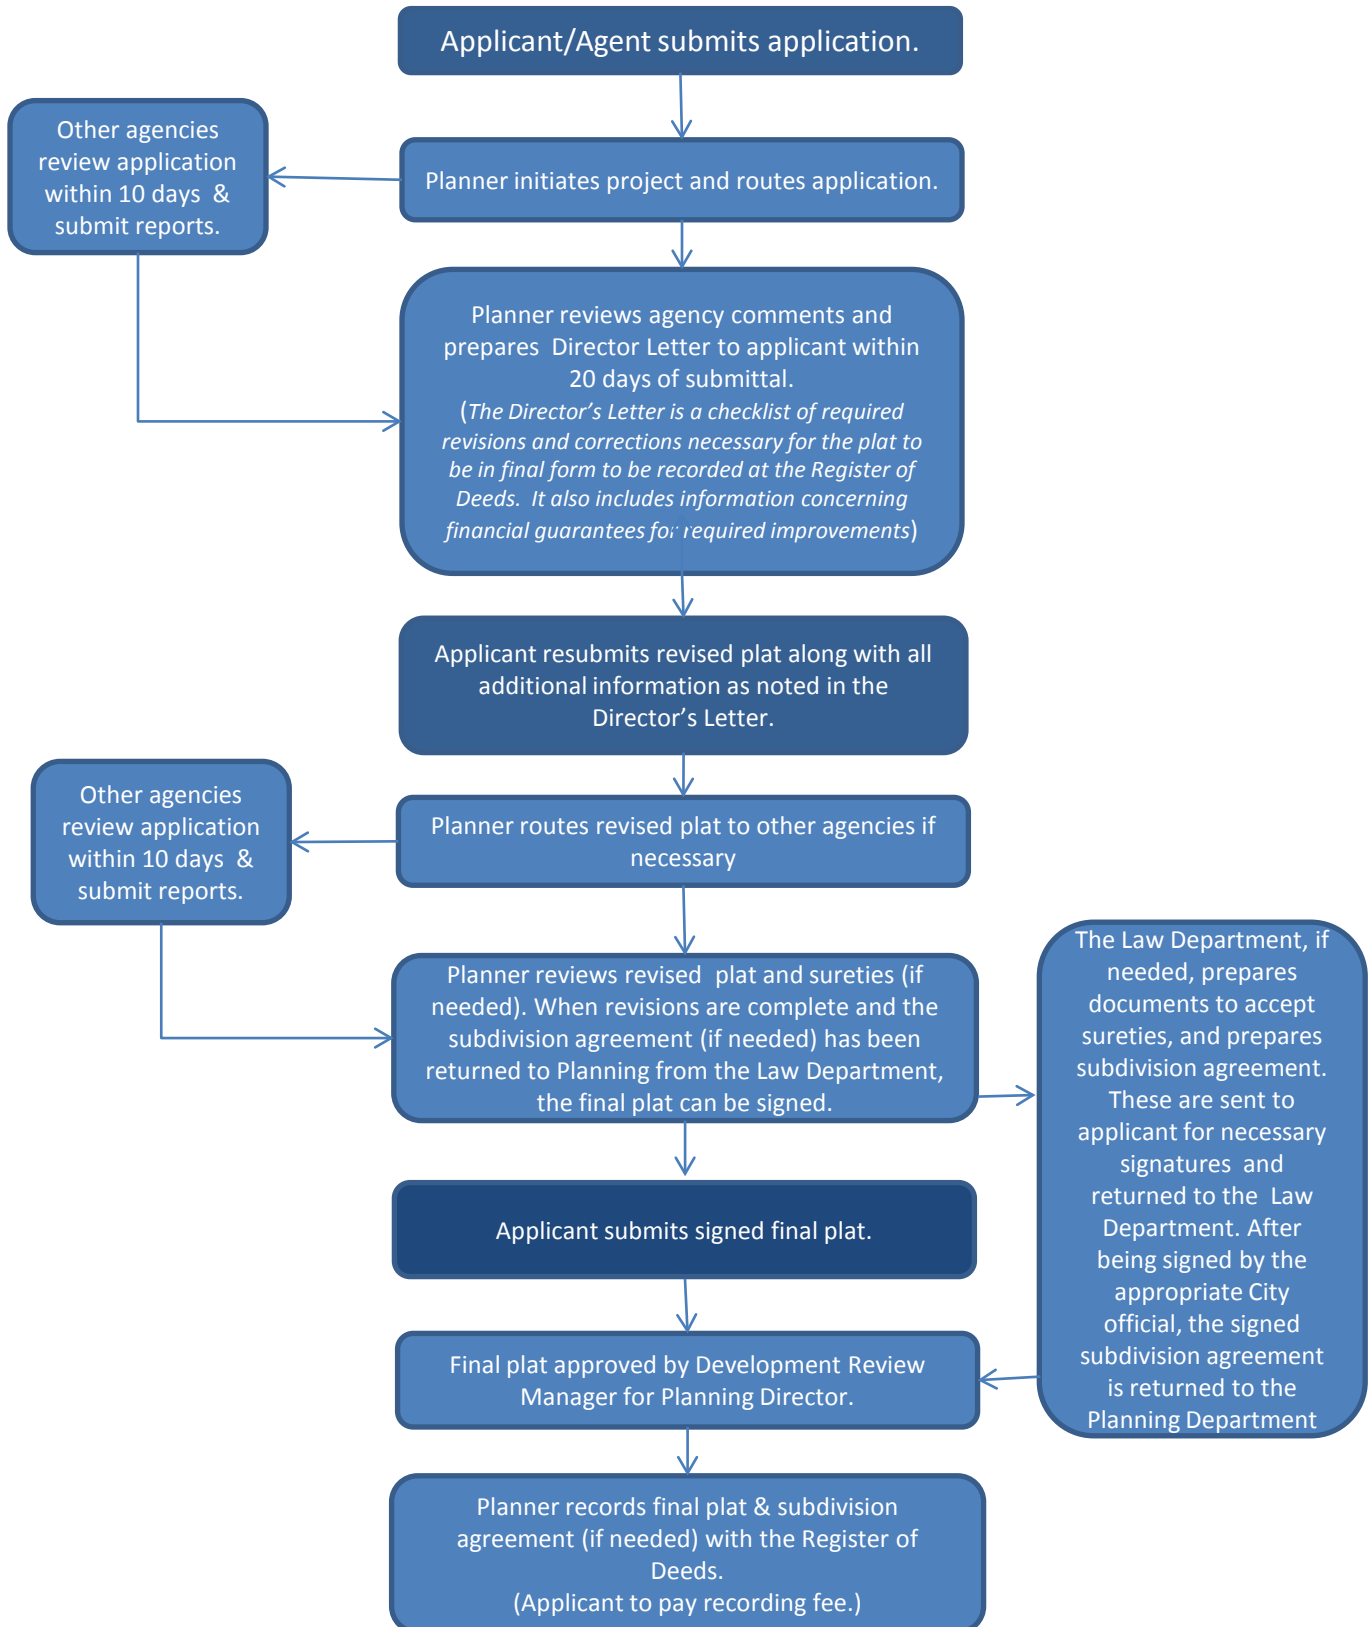 Applicant/Agent submits application.
Other agencies
review application
within 10 days  &
submit reports.
Planner initiates project and routes application.
Planner reviews agency comments and
prepares  Director Letter to applicant within
20 days of submittal.
(The Director’s Letter is a checklist of required
revisions and corrections necessary for the plat to
be in final form to be recorded at the Register of
Deeds.  It also includes information concerning
financial guarantees for required improvements)
Applicant resubmits revised plat along with all
additional information as noted in the
Director’s Letter.
Other agencies
review application
within 10 days  &
submit reports.
Planner routes revised plat to other agencies if
necessary
Planner reviews revised  plat and sureties (if
needed). When revisions are complete and the
subdivision agreement (if needed) has been
returned to Planning from the Law Department,
the final plat can be signed.
The Law Department, if
needed, prepares
documents to accept
sureties, and prepares
subdivision agreement.
These are sent to
applicant for necessary
signatures  and
returned to the  Law
Department. After
being signed by the
appropriate City
official, the signed
subdivision agreement
is returned to the
Planning Department
Applicant submits signed final plat.
Final plat approved by Development Review
Manager for Planning Director.
Planner records final plat & subdivision
agreement (if needed) with the Register of
Deeds.
(Applicant to pay recording fee.)